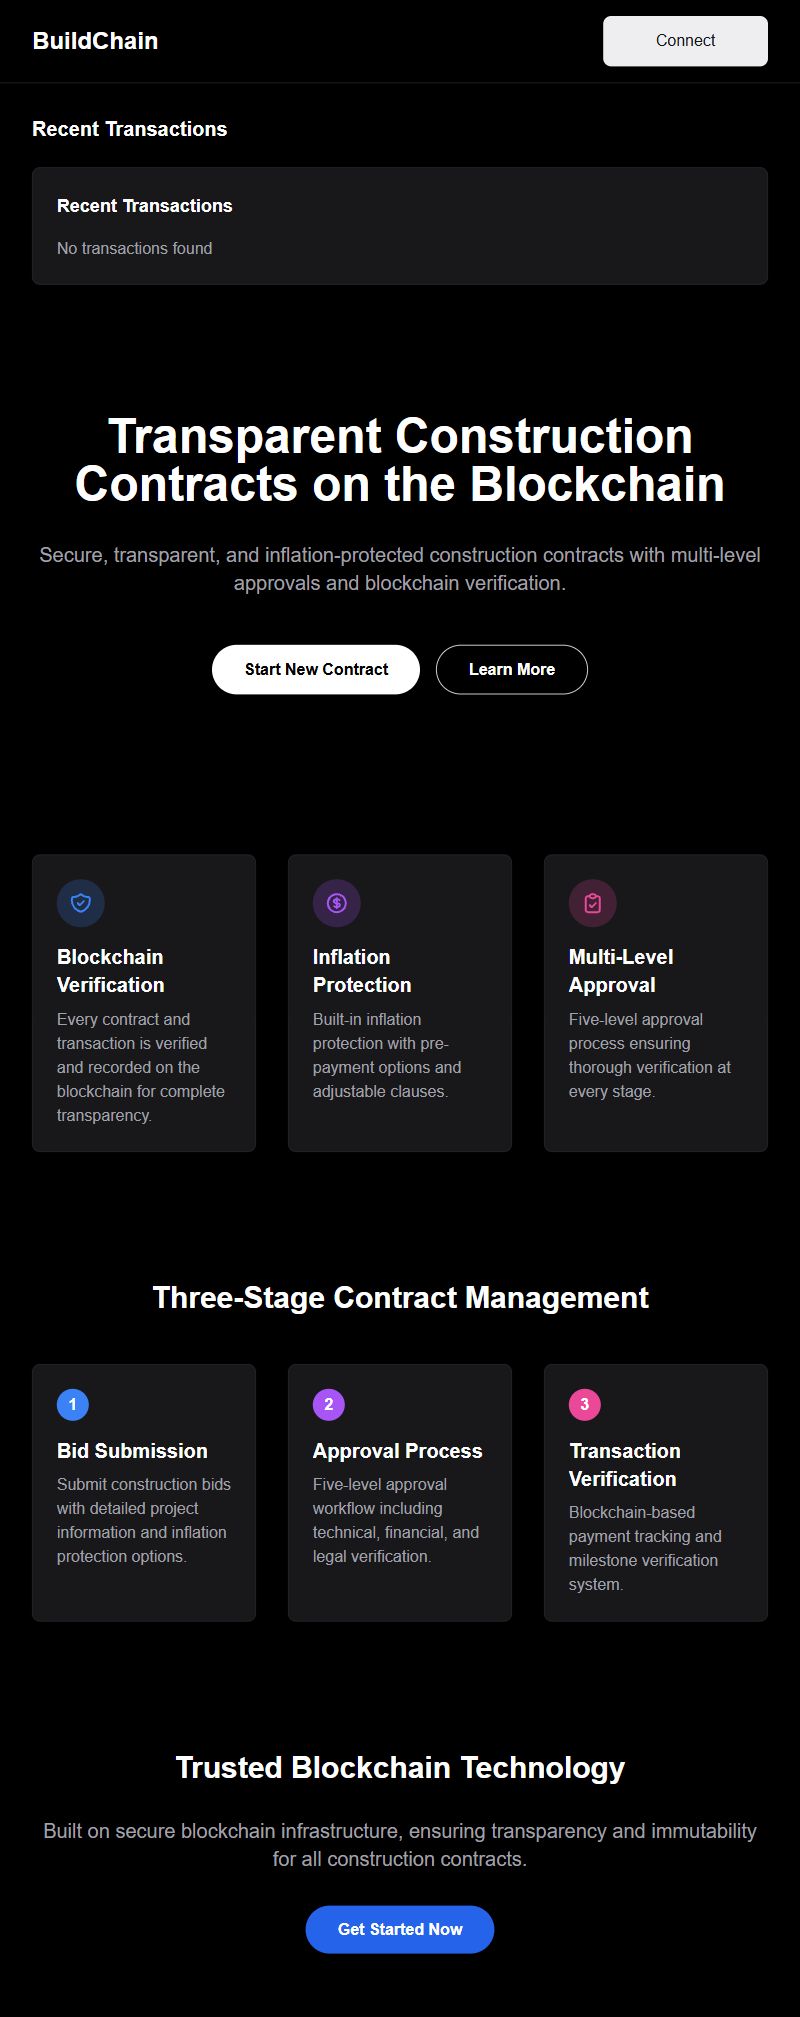 BuildChain
Connect
Recent Transactions
Recent Transactions
No transactions found
Transparent Construction
Contracts on the Blockchain
Secure, transparent, and inflation-protected construction contracts with multi-level
approvals and blockchain verification.
Start New Contract
Learn More
Blockchain
Verification
Every contract and
transaction is verified
and recorded on the
blockchain for complete
transparency.
Inflation
Protection
Built-in inflation
protection with pre-
payment options and
adjustable clauses.
Multi-Level
Approval
Five-level approval
process ensuring
thorough verification at
every stage.
Three-Stage Contract Management
1
Bid Submission
Submit construction bids
with detailed project
information and inflation
protection options.
2
Approval Process
Five-level approval
workflow including
technical, financial, and
legal verification.
3
Transaction
Verification
Blockchain-based
payment tracking and
milestone verification
system.
Trusted Blockchain Technology
Built on secure blockchain infrastructure, ensuring transparency and immutability
for all construction contracts.
Get Started Now